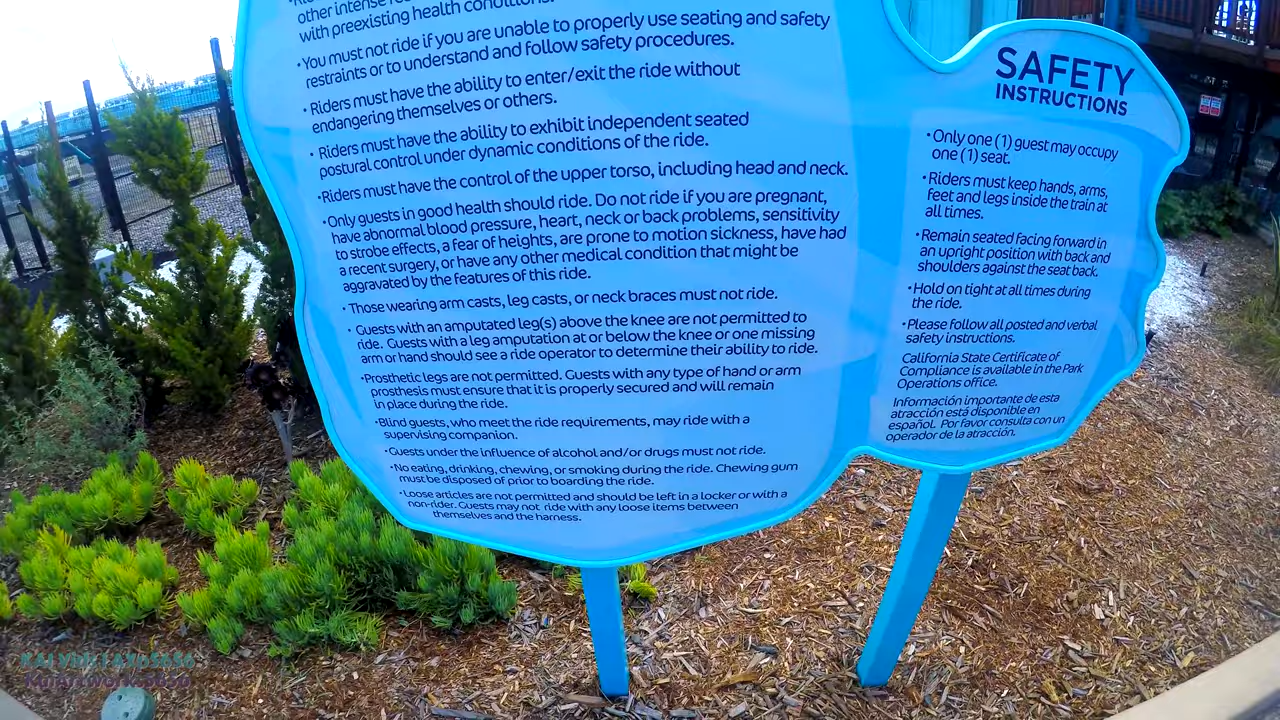 other intense
with preexisting health conditions.
•You must not ride if you are unable to properly use seating and safety
restraints or to understand and follow safety procedures.
• Riders must have the ability to enter/exit the ride without
endangering themselves or others.
• Riders must have the ability to exhibit independent seated
postural control under dynamic conditions of the ride.
•Riders must have the control of the upper torso, including head and neck.
•Only guests in good health should ride. Do not ride if you are pregnant,
have abnormal blood pressure, heart, neck or back problems, sensitivity
to strobe effects, a fear of heights, are prone to motion sickness, have had
a recent surgery, or have any other medical condition that might be
aggravated by the features of this ride.
• Those wearing arm casts, leg casts, or neck braces must not ride.
• Guests with an amputated leg(s) above the knee are not permitted to
ride. Guests with a leg amputation at or below the knee or one missing
arm or hand should see a ride operator to determine their ability to ride.
•Prosthetic legs are not permitted. Guests with any type of hand or arm
prosthesis must ensure that it is properly secured and will remain
in place during the ride.
•Blind guests, who meet the ride requirements, may ride with a
supervising companion.
•Guests under the influence of alcohol and/or drugs must not ride.
•No eating, drinking, chewing, or smoking during the ride. Chewing gum
must be disposed of prior to boarding the ride.
•Loose articles are not permitted and should be left in a locker or with a
non-rider. Guests may not ride with any loose items between
themselves and the harness.
SAFETY
INSTRUCTIONS
•Only one (1) guest may occupy
one (1) seat.
•Riders must keep hands, arms,
feet and legs inside the train at
all times.
•Remain seated facing forward in
an upright position with back and
shoulders against the seat back.
•Hold on tight at all times during
the ride.
•Please follow all posted and verbal
safety instructions.
California State Certificate of
Compliance is available in the Park
Operations office.
Información importante de esta
atracción está disponible en
español. Por favor consulta con un
operador de la atracción.